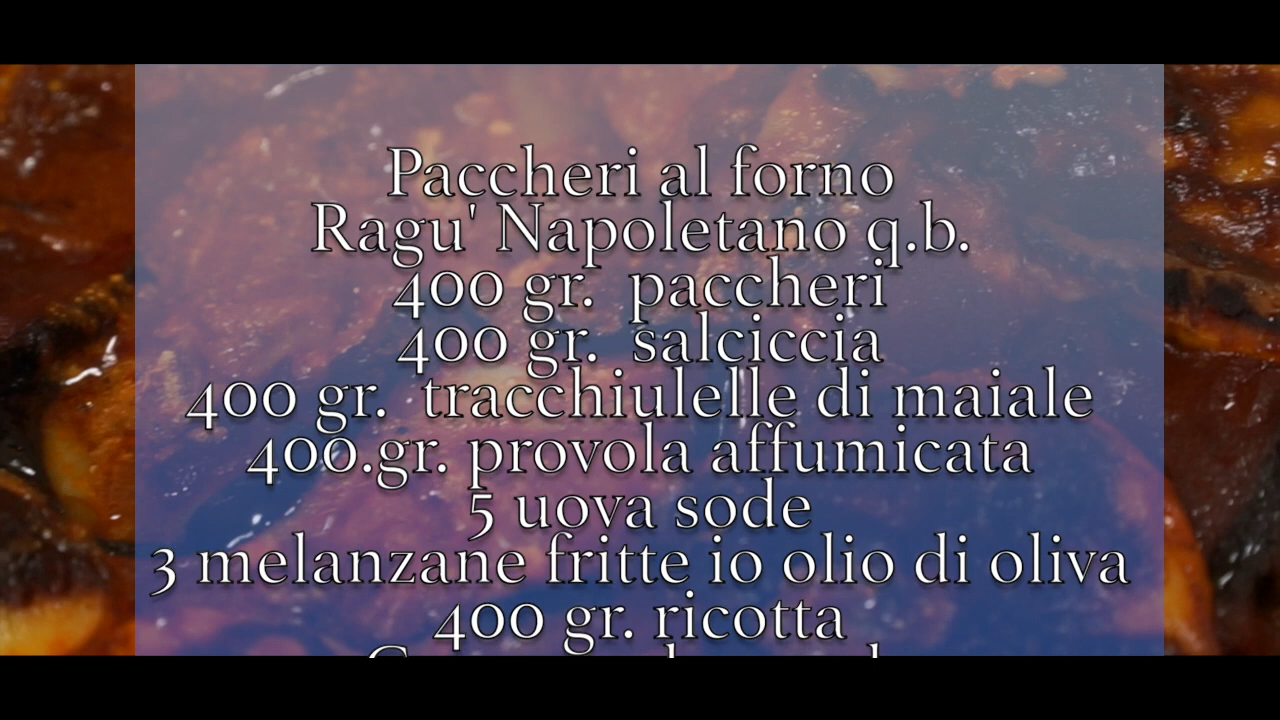 Paccheri al forno
Ragu' Napoletano q.b.
400 gr.  paccheri
400 gr.  salciccia
400 gr.  tracchiulelle di maiale
400.gr. provola affumicata
5 uova sode
3 melanzane fritte io olio di oliva
400 gr. ricotta